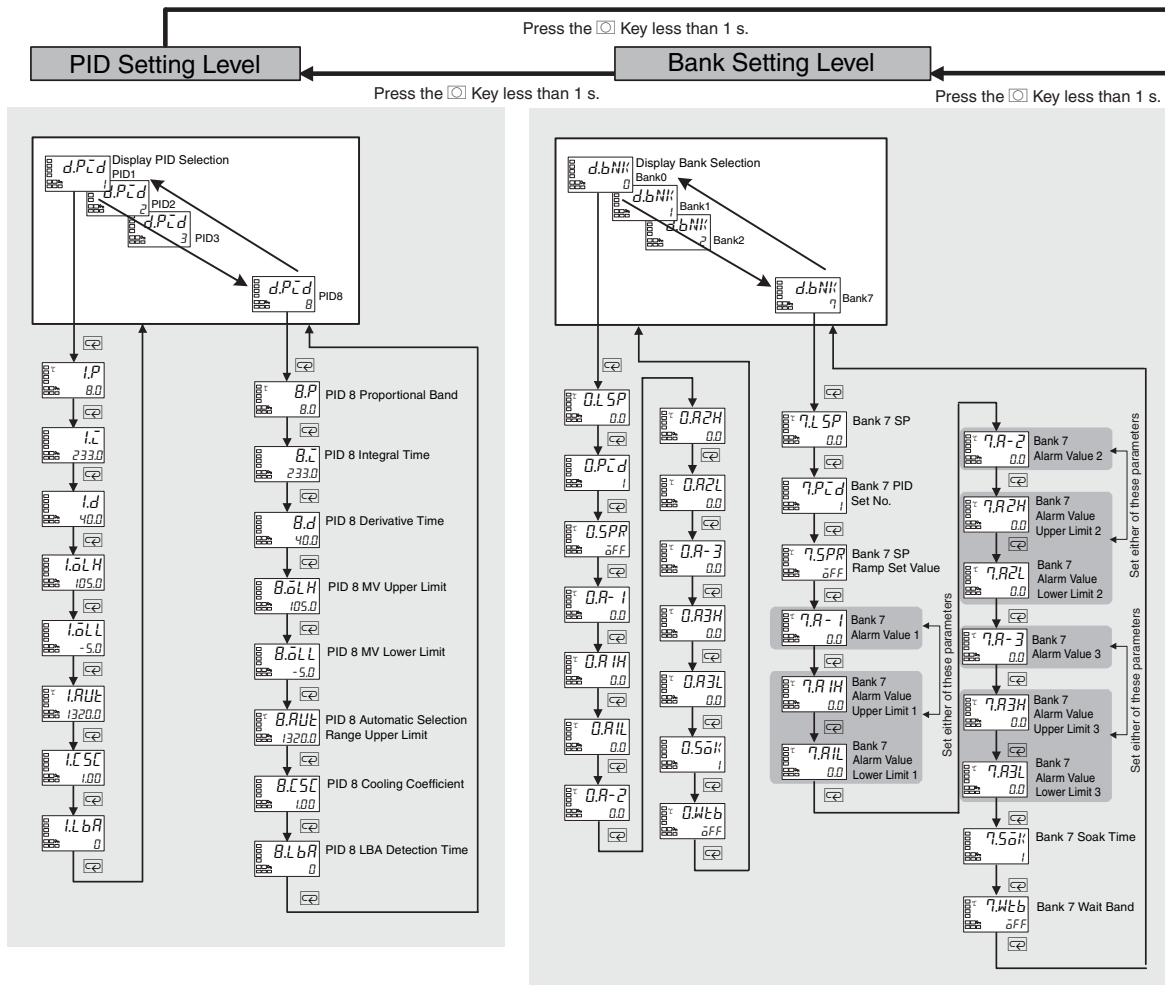 Press the Key less than 1 s.
PID Setting Level
Bank Setting Level
Press the Key less than 1 s.
Press the Key less than 1 s.
Display PID Selection
d.Pid
1
PID1
d.Pid
2
PID2
d.Pid
3
PID3
d.Pid
8
PID8
1.P
8.0
1.i
233.0
1.d
40.0
1.oLH
105.0
1.oLL
-5.0
1.AUt
1320.0
1.CSC
1.00
1.LbA
0
8.P
8.0
PID 8 Proportional Band
8.i
233.0
PID 8 Integral Time
8.d
40.0
PID 8 Derivative Time
8.oLH
105.0
PID 8 MV Upper Limit
8.oLL
-5.0
PID 8 MV Lower Limit
8.AUt
1320.0
PID 8 Automatic Selection
Range Upper Limit
8.CSC
1.00
PID 8 Cooling Coefficient
8.LbA
0
PID 8 LBA Detection Time
Display Bank Selection
d.bNK
0
Bank0
d.bNK
1
Bank1
d.bNK
2
Bank2
d.bNK
7
Bank7
0.LSP
0.0
0.Pid
1
0.SPR
oFF
0.A-1
0.0
0.A1H
0.0
0.A1L
0.0
0.A-2
0.0
0.A2H
0.0
0.A2L
0.0
0.A-3
0.0
0.A3H
0.0
0.A3L
0.0
0.SoK
1
0.Wtb
oFF
7.LSP
0.0
Bank 7 SP
7.Pid
1
Bank 7 PID
Set No.
7.SPR
oFF
Bank 7 SP
Ramp Set Value
7.A-1
0.0
Bank 7
Alarm Value 1
7.A1H
0.0
Bank 7
Alarm Value
Upper Limit 1
7.A1L
0.0
Bank 7
Alarm Value
Lower Limit 1
Set either of these parameters
7.A-2
0.0
Bank 7
Alarm Value 2
7.A2H
0.0
Bank 7
Alarm Value
Upper Limit 2
7.A2L
0.0
Bank 7
Alarm Value
Lower Limit 2
Set either of these parameters
7.A-3
0.0
Bank 7
Alarm Value 3
7.A3H
0.0
Bank 7
Alarm Value
Upper Limit 3
7.A3L
0.0
Bank 7
Alarm Value
Lower Limit 3
Set either of these parameters
7.SoK
1
Bank 7 Soak Time
7.Wtb
oFF
Bank 7 Wait Band